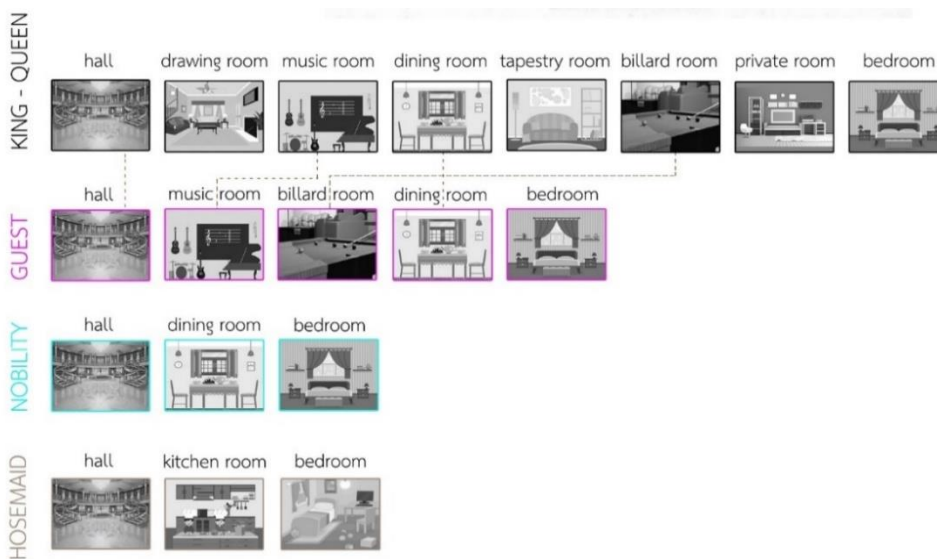 KING - QUEEN
hall drawing room music room dining room tapestry room billard room private room bedroom
GUEST
hall music room billard room dining room bedroom
NOBILITY
hall dining room bedroom
HOSEMAID
hall kitchen room bedroom